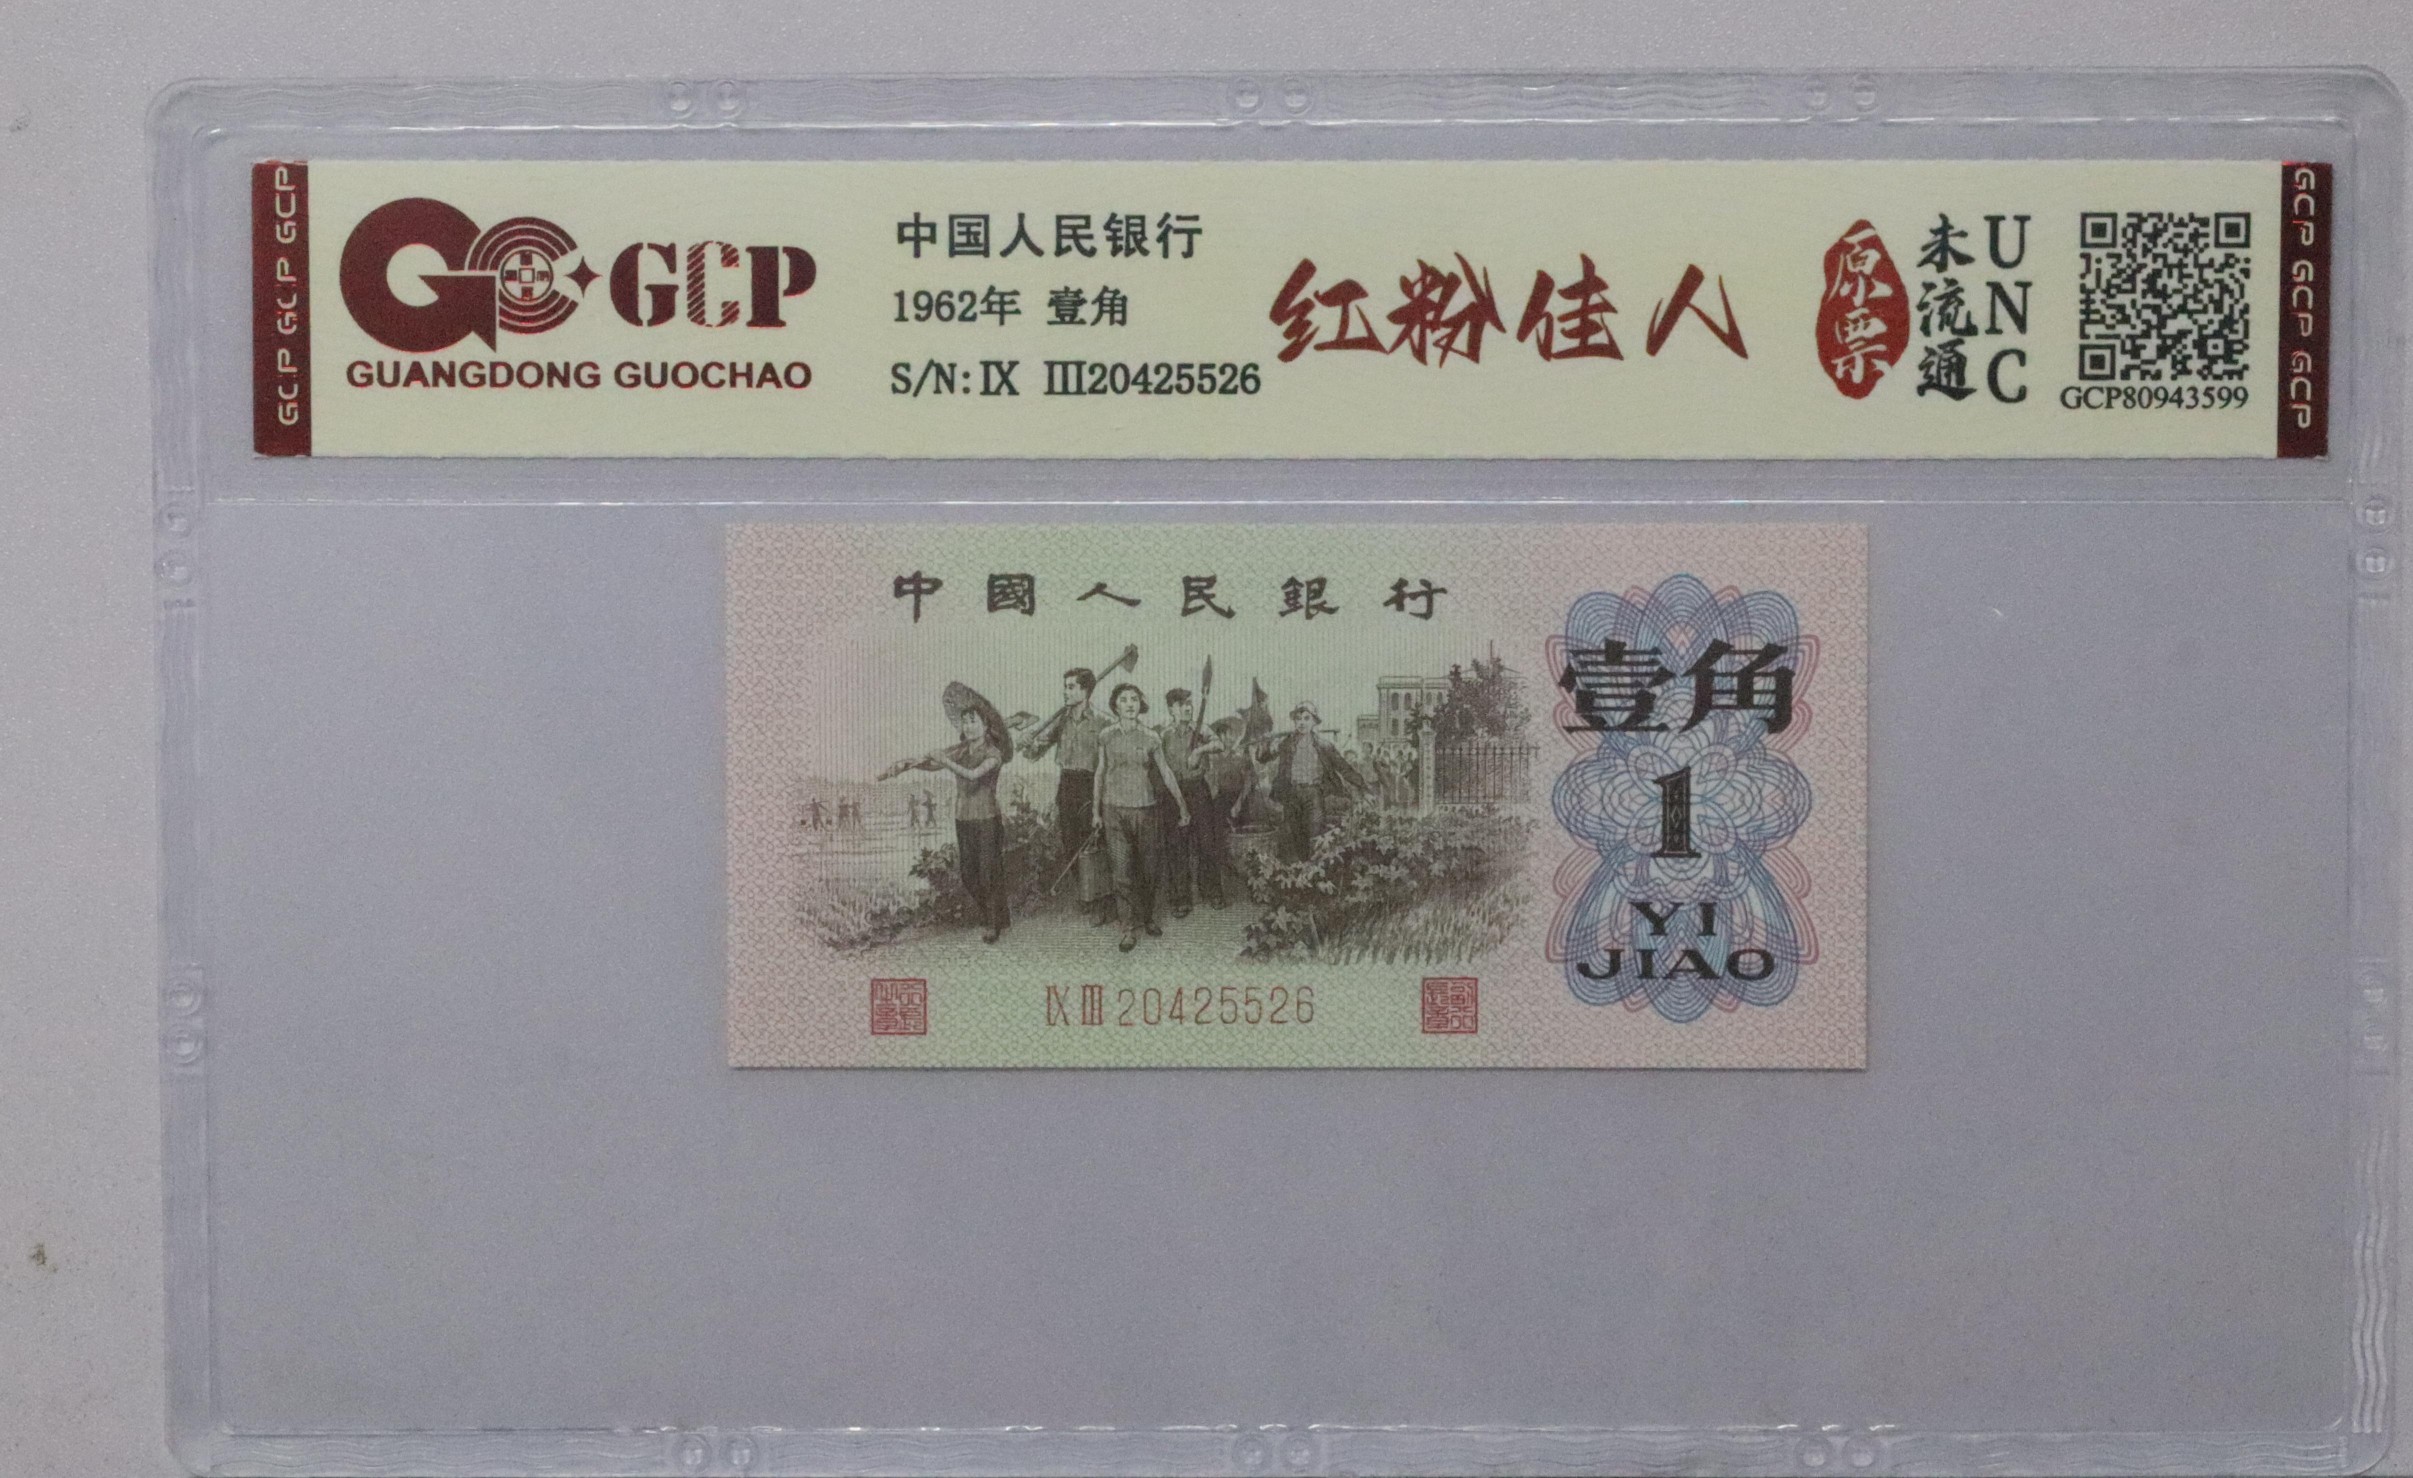 GCP GCP GCP
GCP
GUANGDONG GUOCHAO
中国人民银行
1962年 壹角
S/N: IX III20425526
红粉佳人
原票
未流通
UNC
GCP80943599
GCP GCP GCP
中國人民銀行
壹角
1
YI
JIAO
IX III 20425526